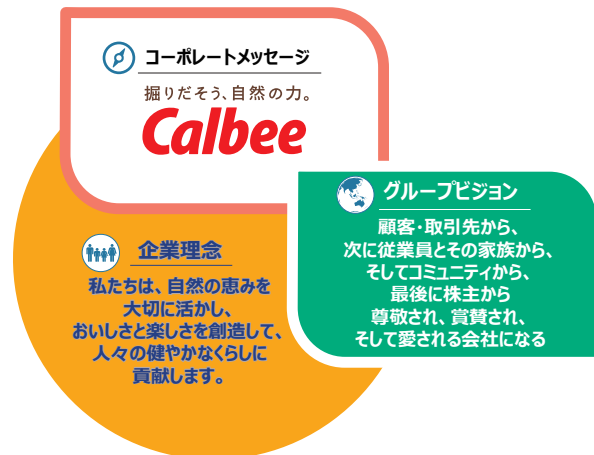 コーポレートメッセージ
掘りだそう、自然の力。
Calbee
グループビジョン
顧客・取引先から、
次に従業員とその家族から、
そしてコミュニティから、
最後に株主から
尊敬され、賞賛され、
そして愛される会社になる
企業理念
私たちは、自然の恵みを
大切に活かし、
おいしさと楽しさを創造して、
人々の健やかなくらしに
貢献します。